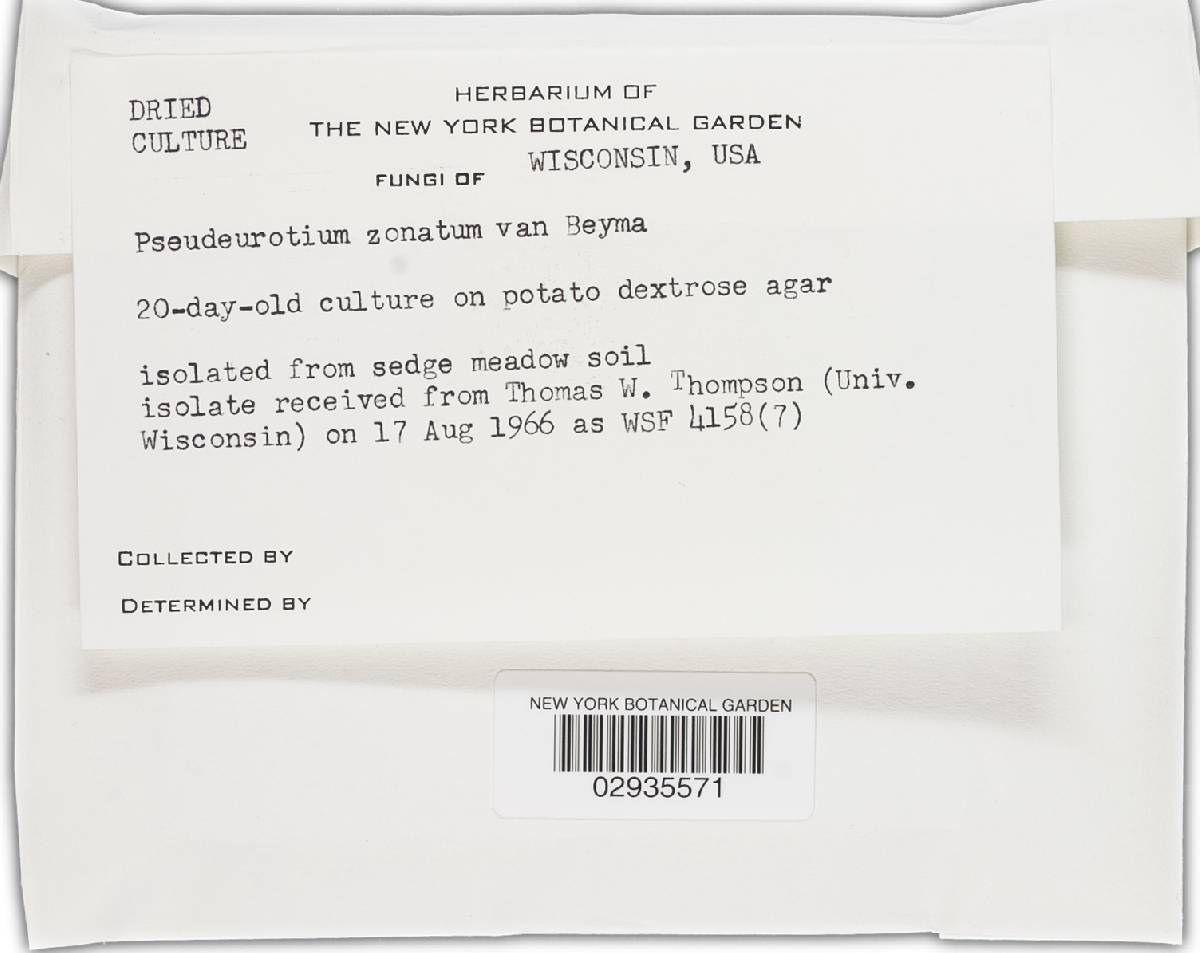 DRIED
CULTURE
HERBARIUM OF
THE NEW YORK BOTANICAL GARDEN
FUNGI OF WISCONSIN, USA
Pseudeurotium zonatum van Beyma
20-day-old culture on potato dextrose agar
isolated from sedge meadow soil
isolate received from Thomas W. Thompson (Univ.
Wisconsin) on 17 Aug 1966 as WSF 4158(7)
COLLECTED BY
DETERMINED BY
NEW YORK BOTANICAL GARDEN
02935571